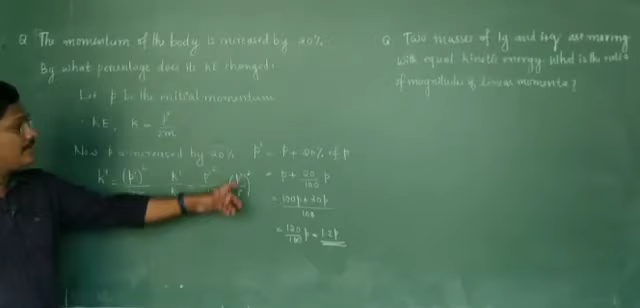 Q The momentum of the body is increased by 20%.
By what percentage does its KE changed.
Let p be the initial momentum
KE, k = p²/2m
Now p is increased by 20%
p' = p + 20% of p
= p + 20/100 p
= 100p + 20p/100
= 120/100 p = 1.2p
k' = (p')²
Q Two masses of 1g and 4g are moving
with equal kinetic energy. What is the ratio
of magnitudes of linear momenta?